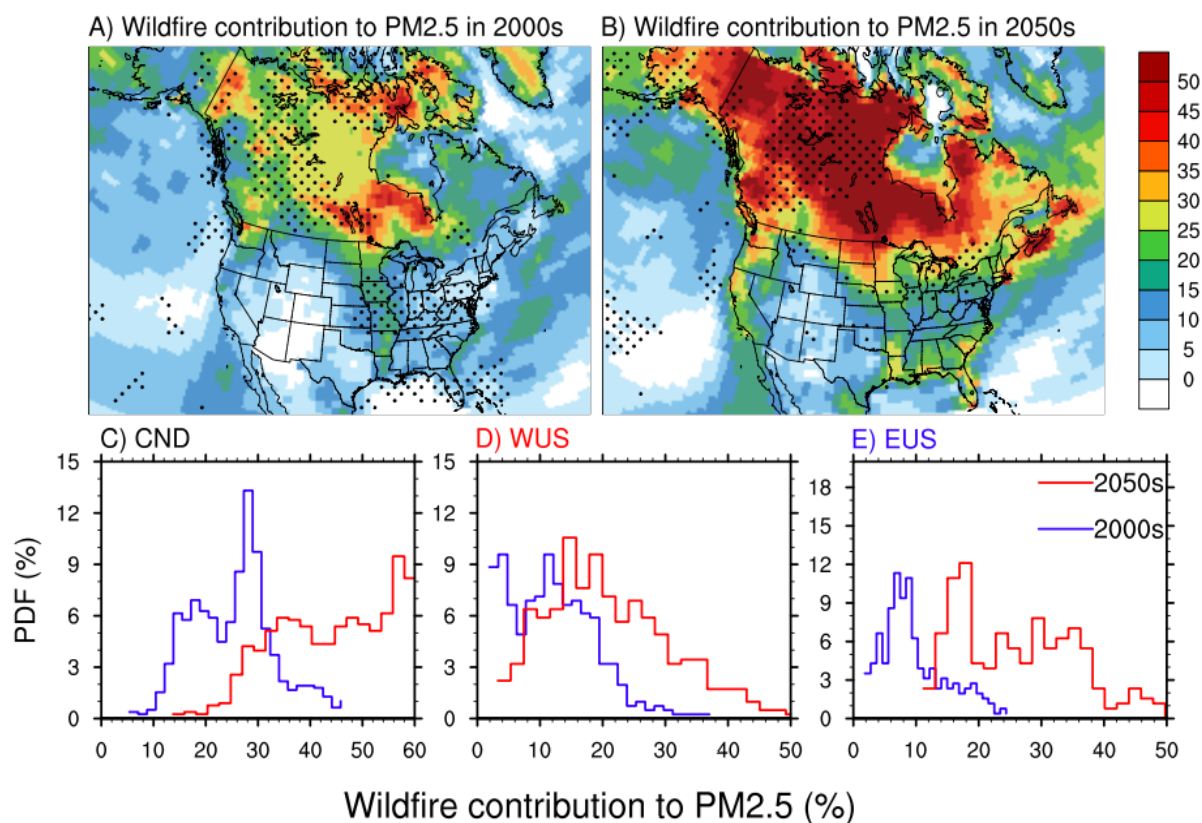 A) Wildfire contribution to PM2.5 in 2000s
B) Wildfire contribution to PM2.5 in 2050s
50
45
40
35
30
25
20
15
10
5
0
C) CND
D) WUS
E) EUS
15
12
9
6
3
0
0 10 20 30 40 50 60
15
12
9
6
3
0
0 10 20 30 40 50
18
15
12
9
6
3
0
0 10 20 30 40 50
2050s
2000s
PDF (%)
Wildfire contribution to PM2.5 (%)